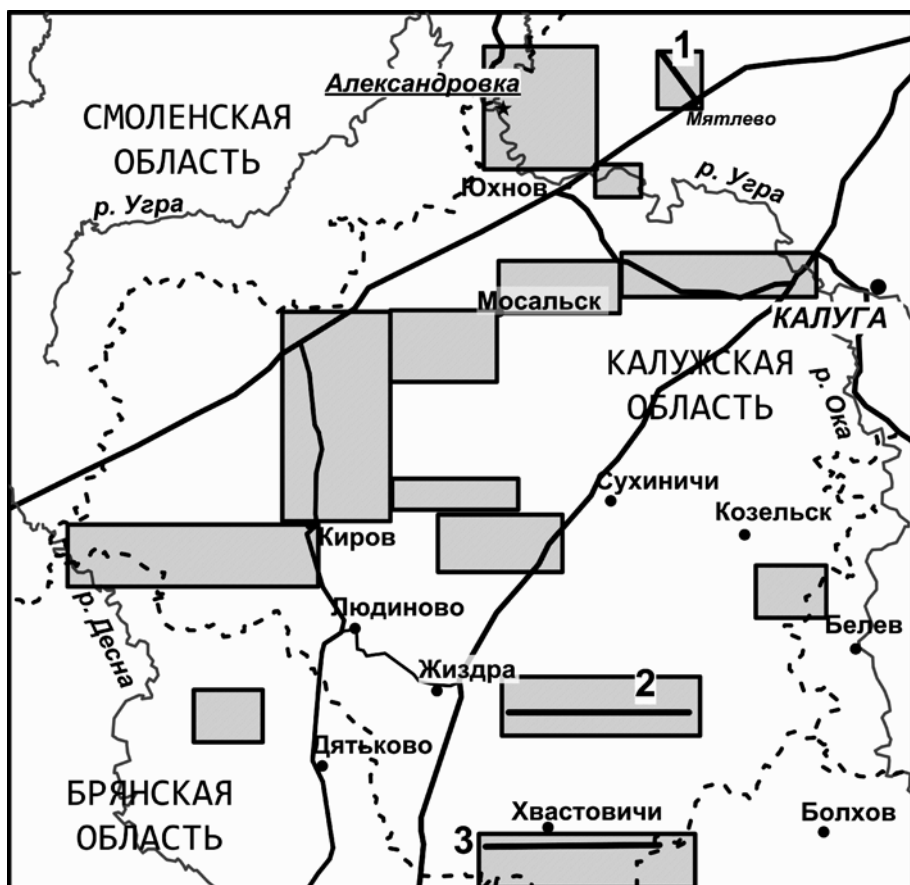 1
Александровка
Мятлево
СМОЛЕНСКАЯ
ОБЛАСТЬ
р. Угра
р. Угра
Юхнов
Мосальск
КАЛУГА
КАЛУЖСКАЯ
ОБЛАСТЬ
р. Ока
Сухиничи
Козельск
Киров
р. Десна
Людиново
Белев
Жиздра
2
Дятьково
БРЯНСКАЯ
ОБЛАСТЬ
Хвастовичи
Болхов
3